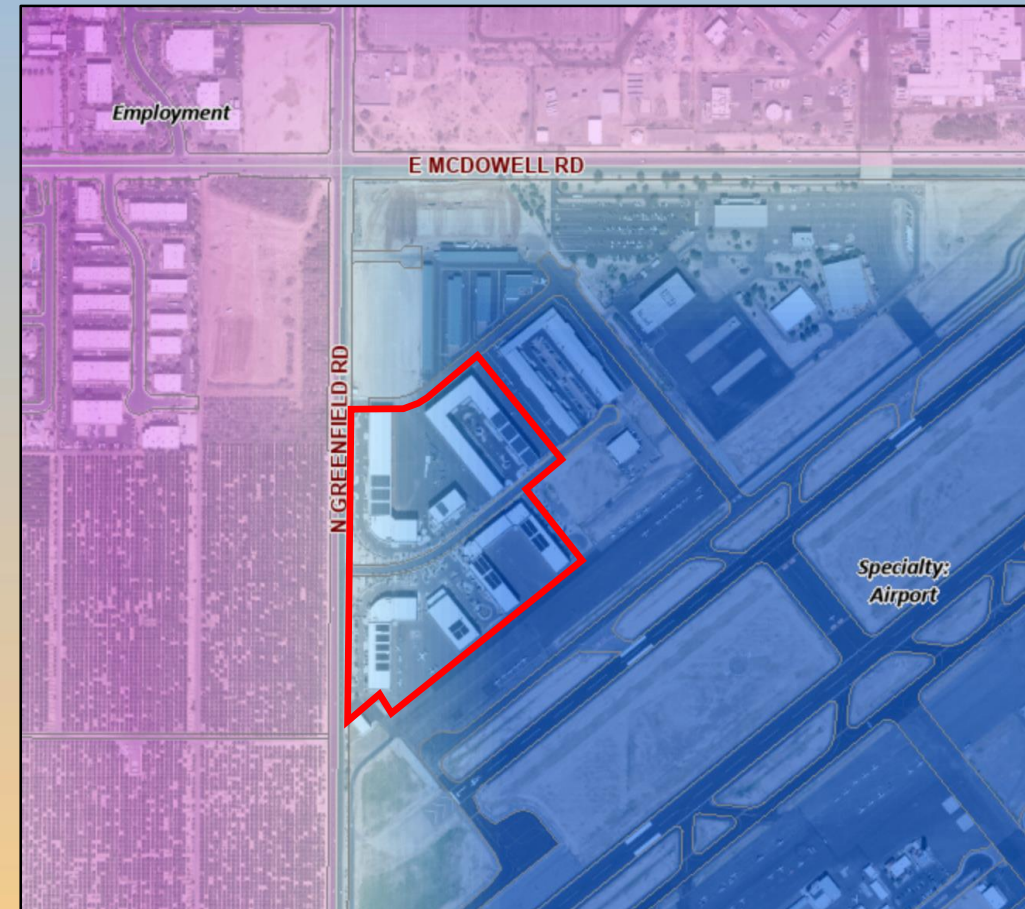 Employment
E MCDOWELL RD
N GREENFIELD RD
Specialty:
Airport